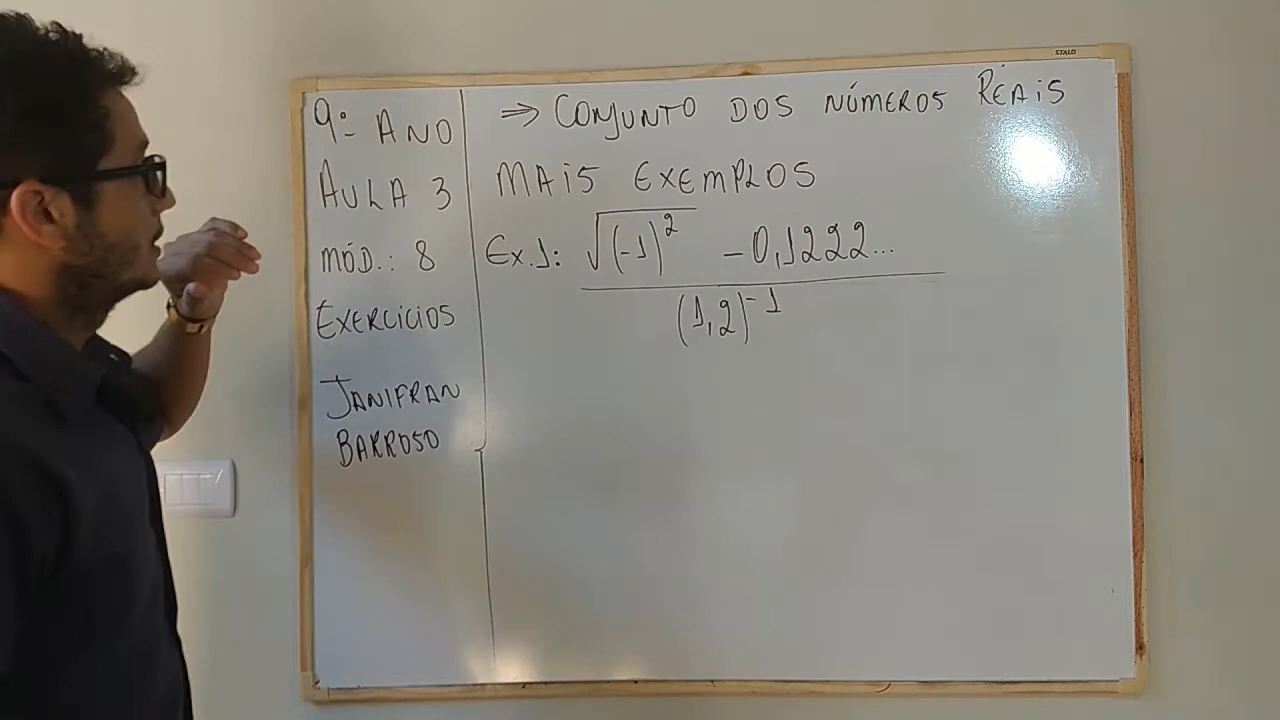 STALO
9º ANO
AULA 3
MÓD.: 8
EXERCÍCIOS
JANIFRAN
BARROSO
⇒ CONJUNTO DOS NÚMEROS REAIS
MAIS EXEMPLOS
Ex.1: √(-1)² - 0,1222...
(1,2)⁻¹